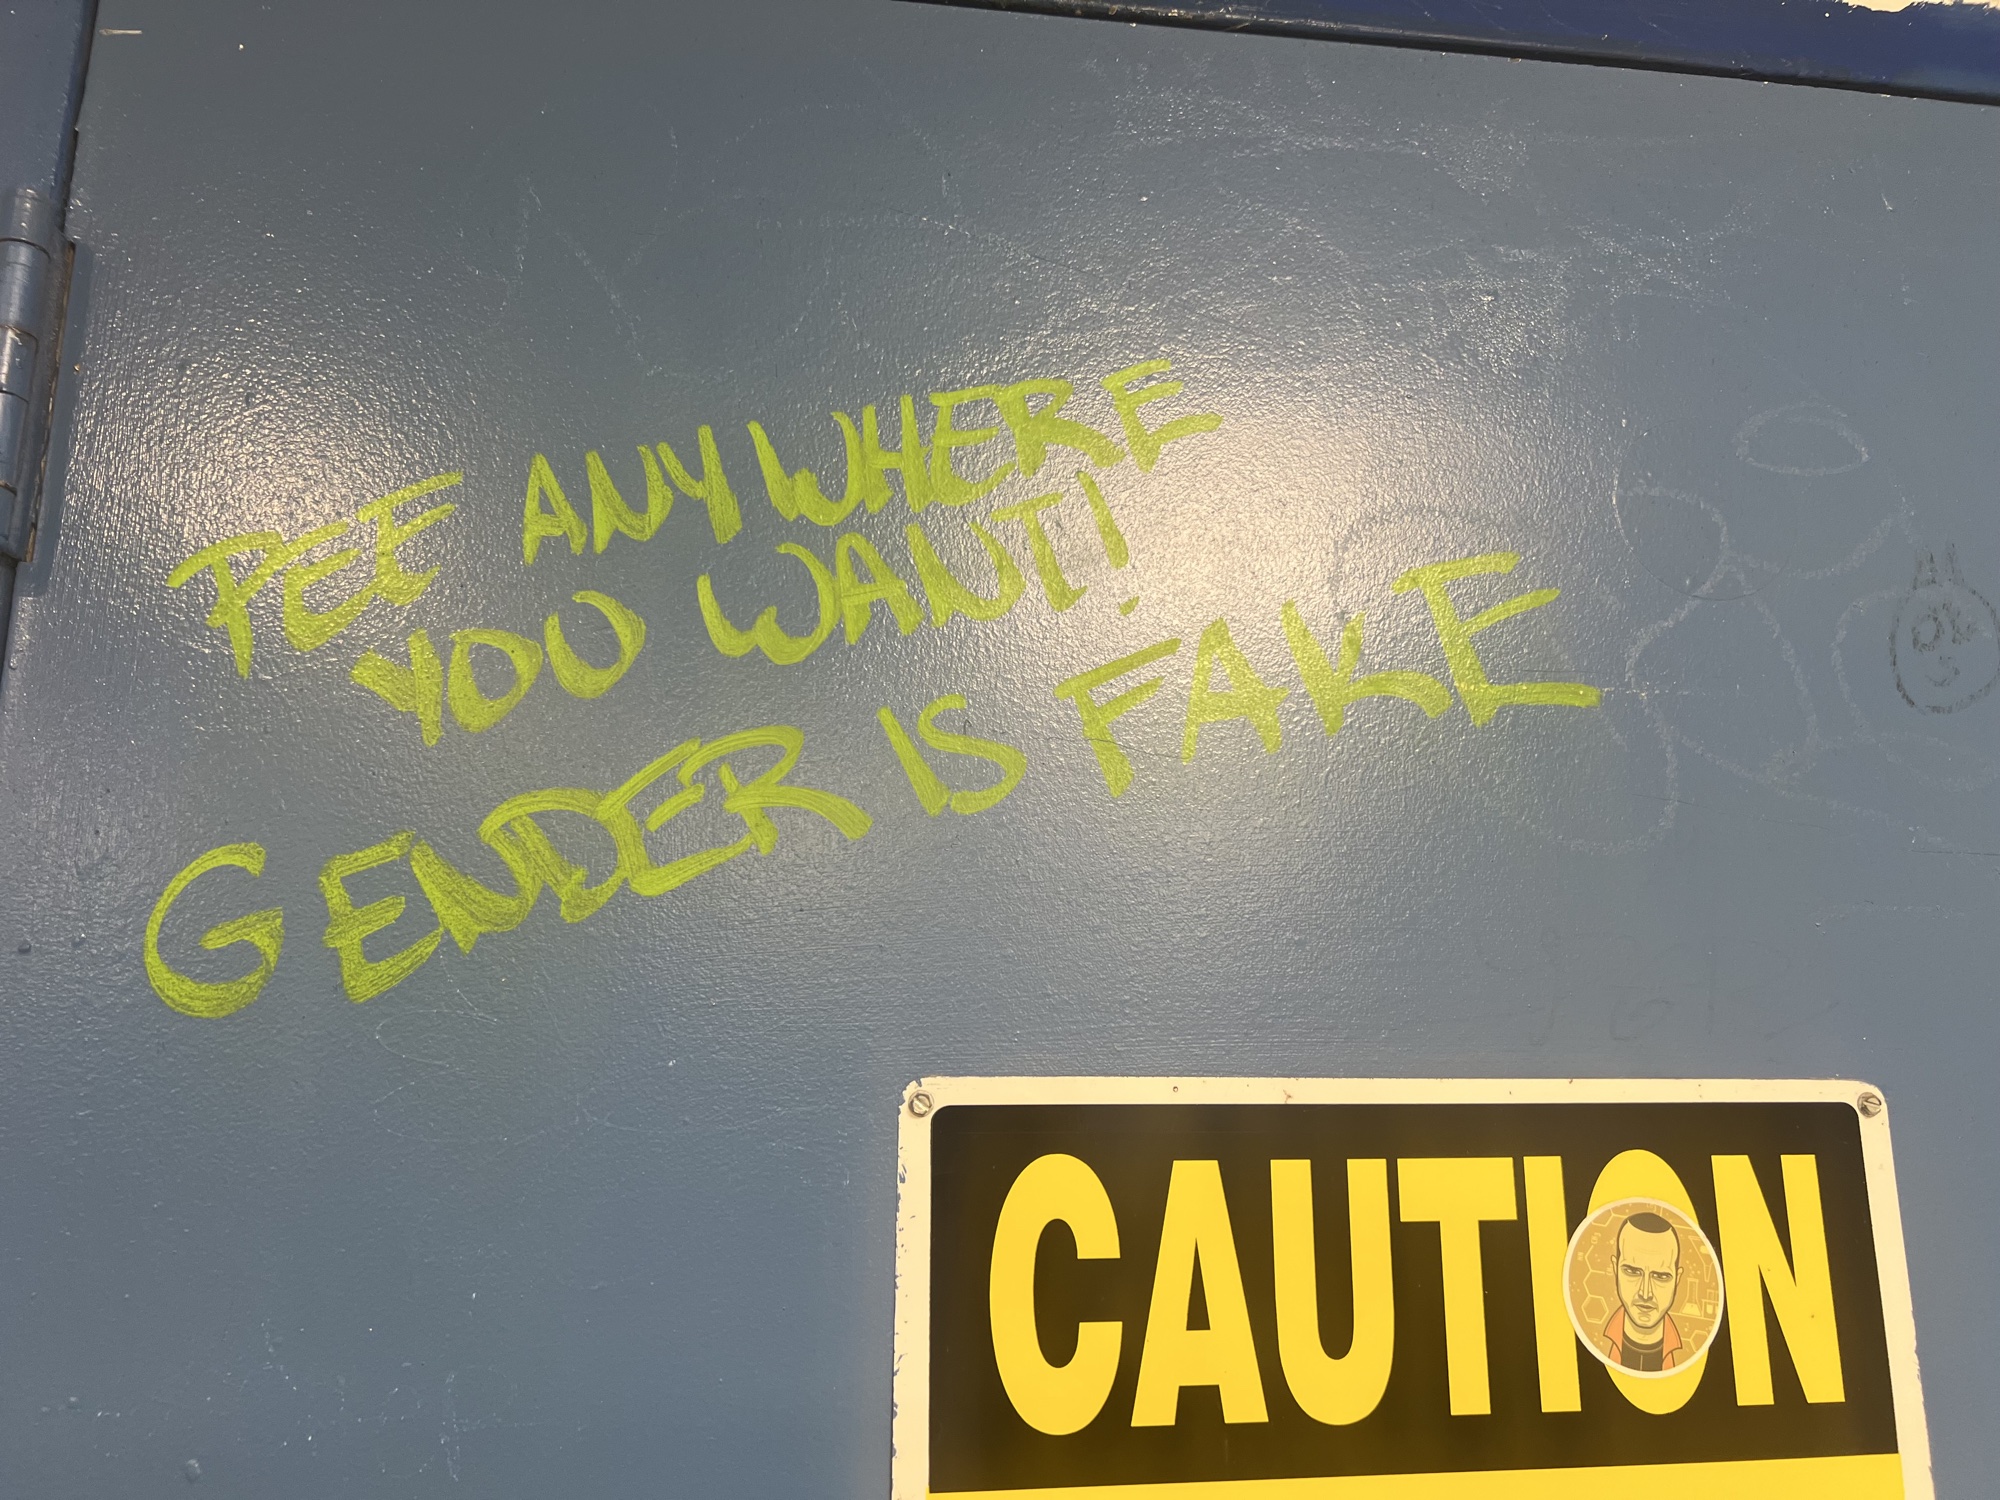 PEE ANYWHERE
YOU WANT!
GENDER IS FAKE
CAUTION